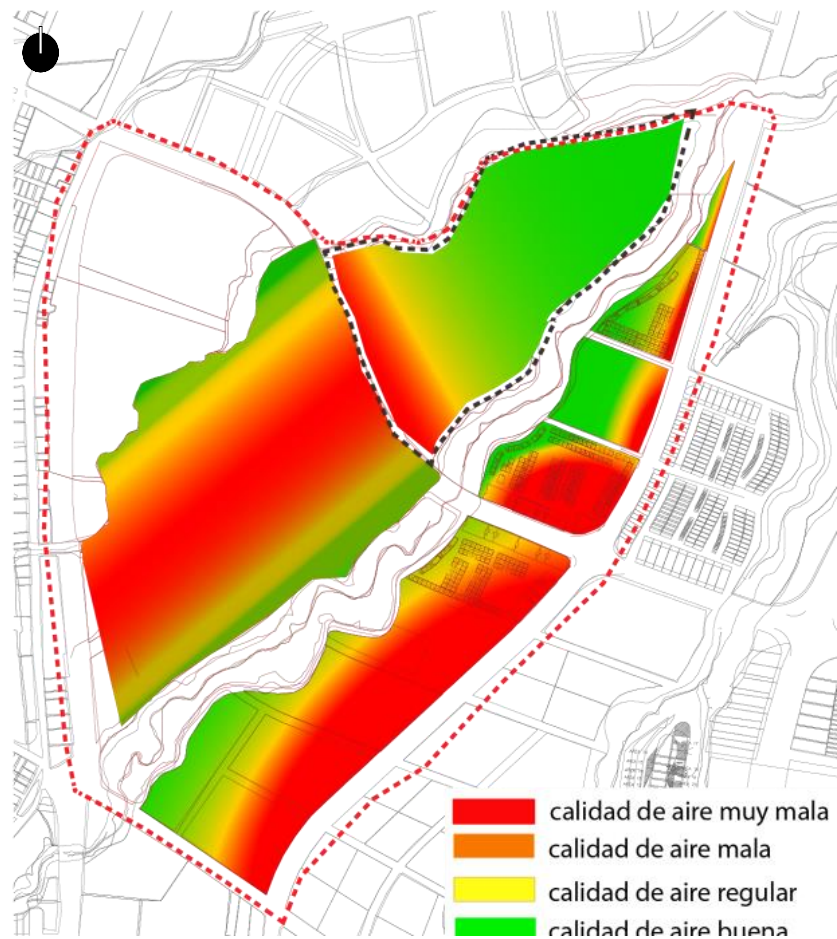 calidad de aire muy mala
calidad de aire mala
calidad de aire regular
calidad de aire buena